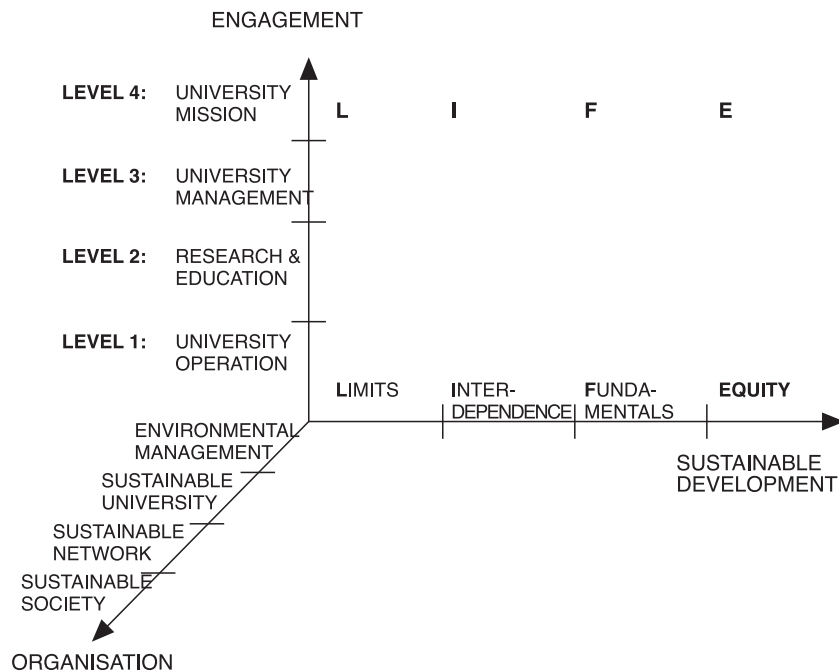 ENGAGEMENT
LEVEL 4: UNIVERSITY
MISSION
L I F E
LEVEL 3: UNIVERSITY
MANAGEMENT
LEVEL 2: RESEARCH &
EDUCATION
LEVEL 1: UNIVERSITY
OPERATION
LIMITS INTER- FUNDA- EQUITY
DEPENDENCE MENTALS
ENVIRONMENTAL
MANAGEMENT
SUSTAINABLE
DEVELOPMENT
SUSTAINABLE
UNIVERSITY
SUSTAINABLE
NETWORK
SUSTAINABLE
SOCIETY
ORGANISATION